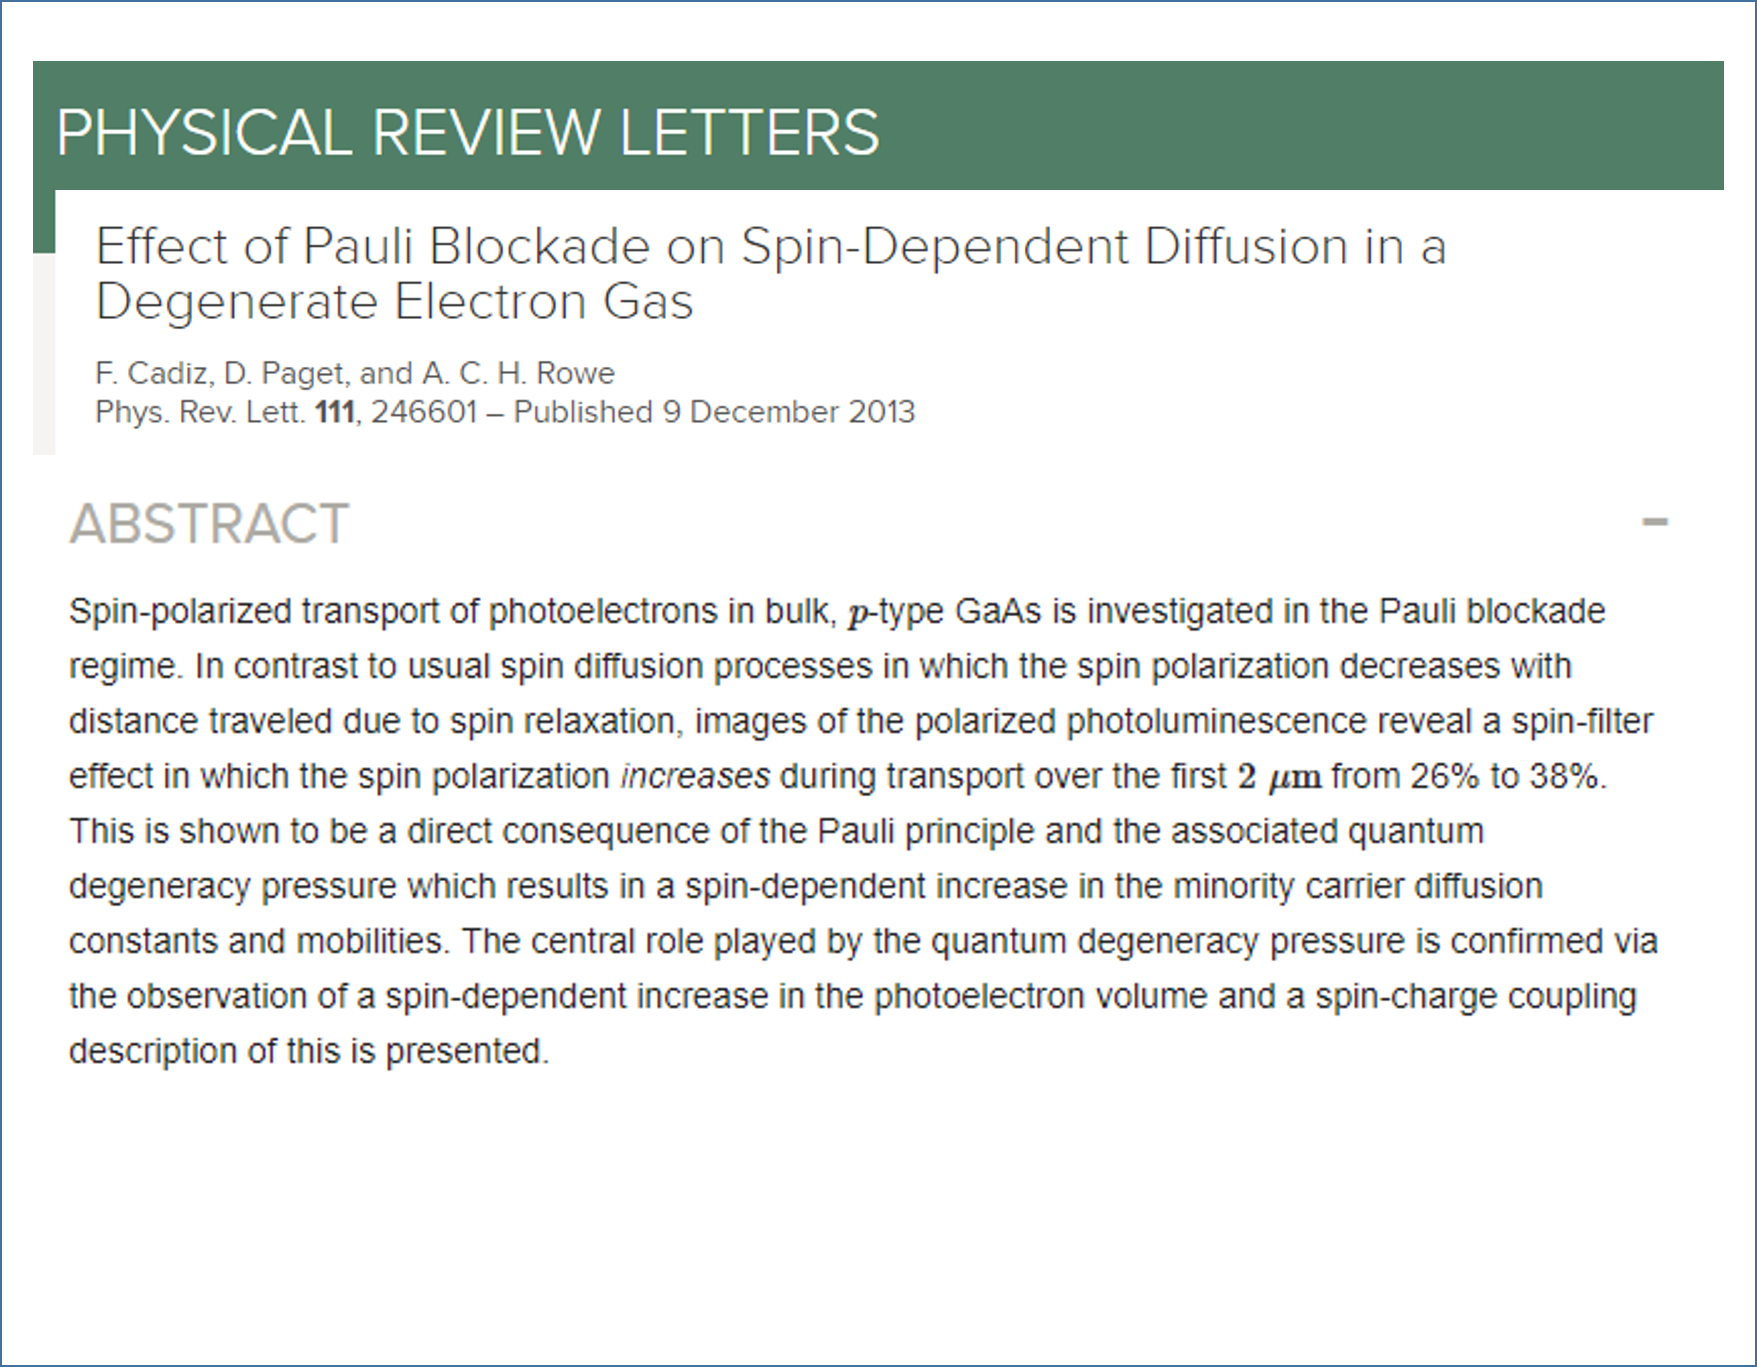 PHYSICAL REVIEW LETTERS
Effect of Pauli Blockade on Spin-Dependent Diffusion in a
Degenerate Electron Gas
F. Cadiz, D. Paget, and A. C. H. Rowe
Phys. Rev. Lett. 111, 246601 – Published 9 December 2013
ABSTRACT
Spin-polarized transport of photoelectrons in bulk, p-type GaAs is investigated in the Pauli blockade
regime. In contrast to usual spin diffusion processes in which the spin polarization decreases with
distance traveled due to spin relaxation, images of the polarized photoluminescence reveal a spin-filter
effect in which the spin polarization increases during transport over the first 2 μm from 26% to 38%.
This is shown to be a direct consequence of the Pauli principle and the associated quantum
degeneracy pressure which results in a spin-dependent increase in the minority carrier diffusion
constants and mobilities. The central role played by the quantum degeneracy pressure is confirmed via
the observation of a spin-dependent increase in the photoelectron volume and a spin-charge coupling
description of this is presented.